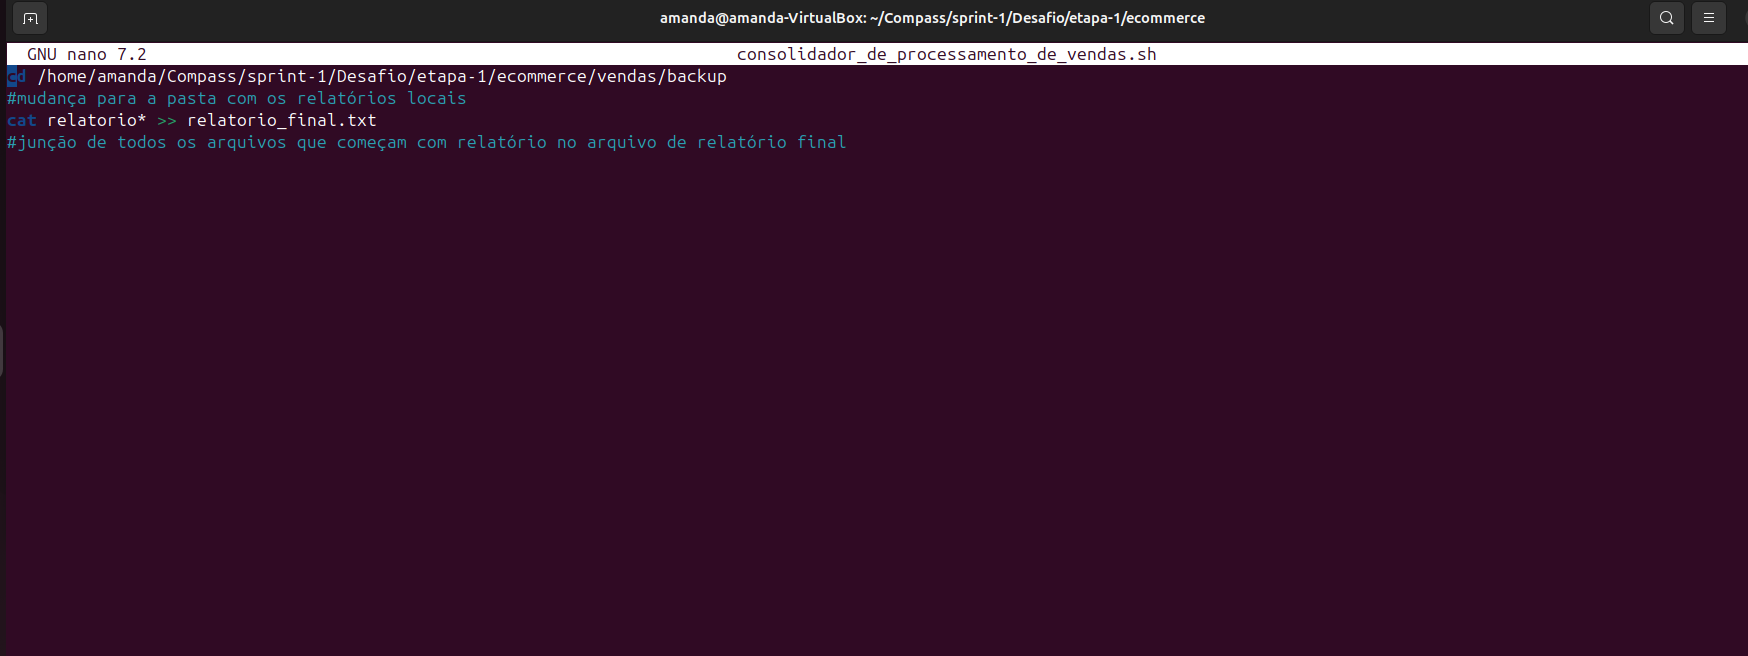 amanda@amanda-VirtualBox: ~/Compass/sprint-1/Desafio/etapa-1/ecommerce
GNU nano 7.2 consolidador_de_processamento_de_vendas.sh
cd /home/amanda/Compass/sprint-1/Desafio/etapa-1/ecommerce/vendas/backup
#mudança para a pasta com os relatórios locais
cat relatorio* >> relatorio_final.txt
#junção de todos os arquivos que começam com relatório no arquivo de relatório final